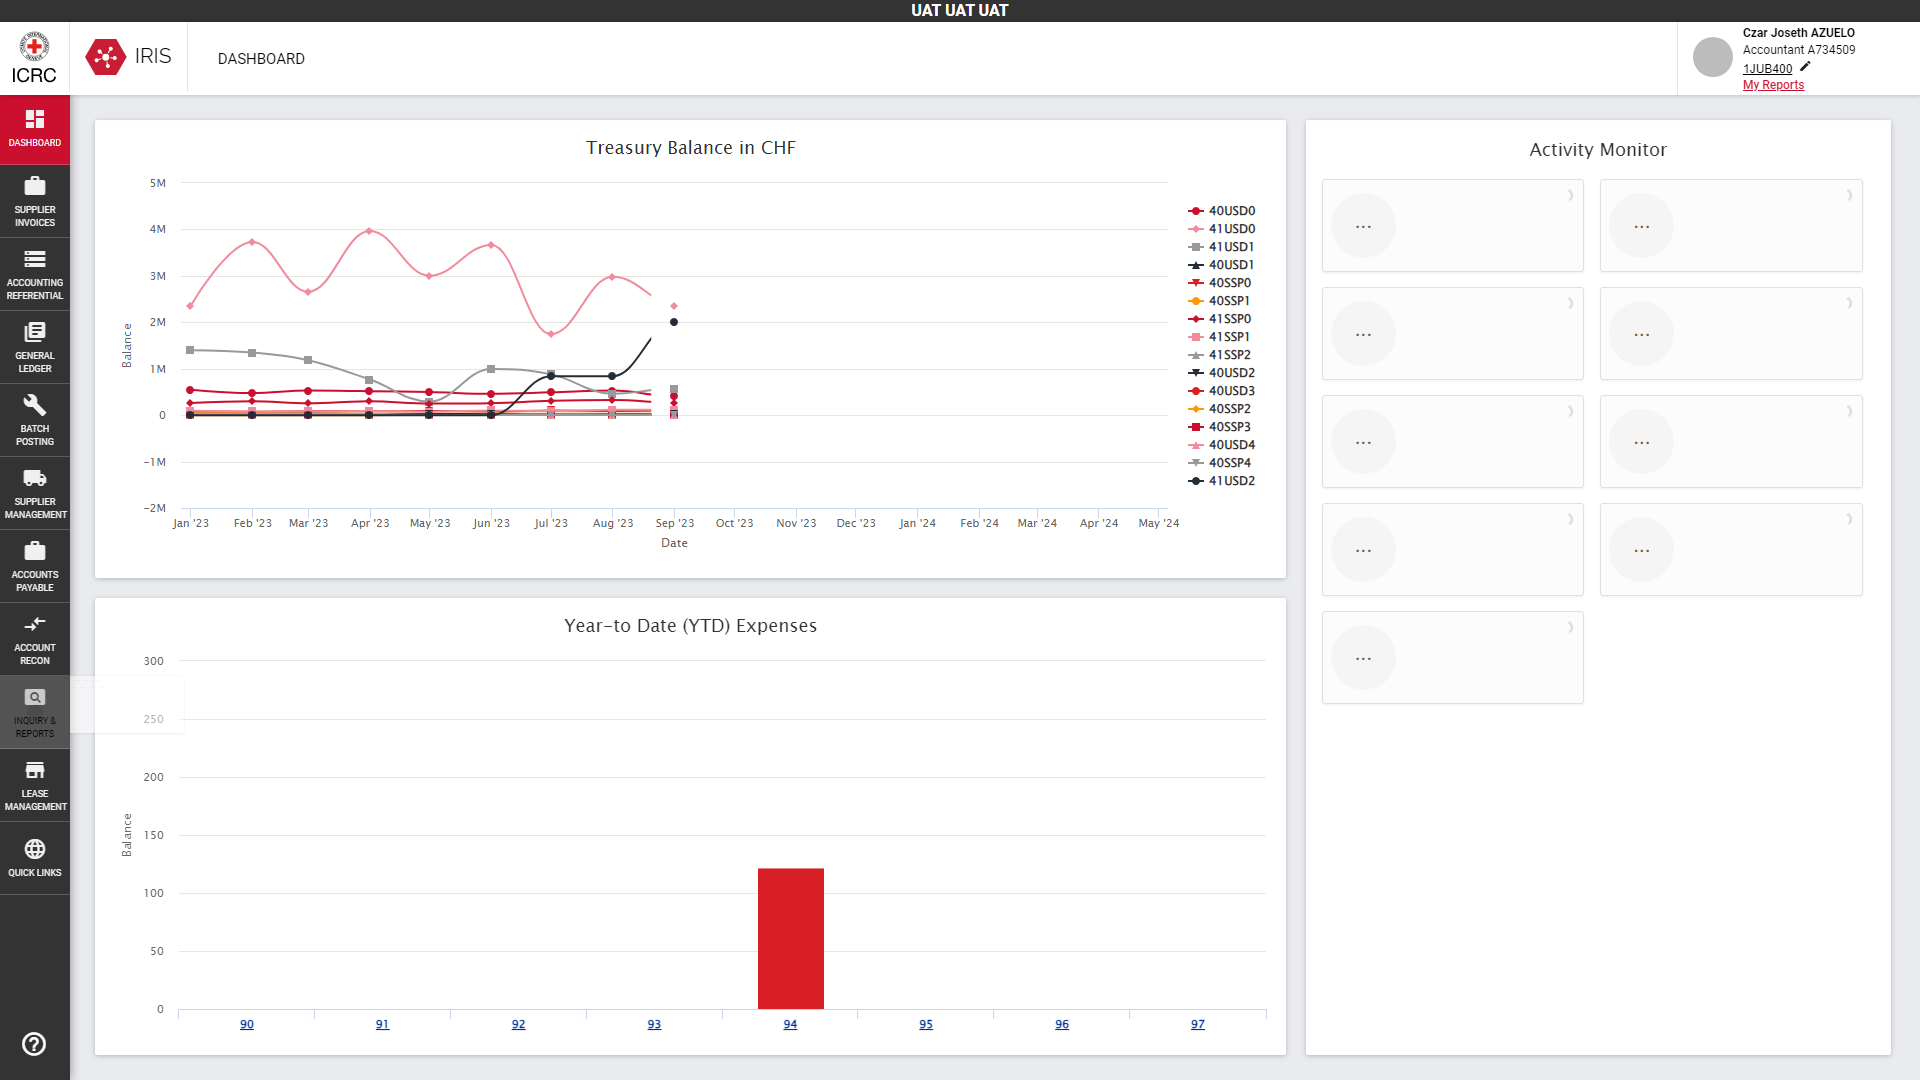 UAT UAT UAT
ICRC
IRIS
DASHBOARD
Czar Joseth AZUELO
Accountant A734509
1JUB400
My Reports
DASHBOARD
SUPPLIER
INVOICES
ACCOUNTING
REFERENTIAL
GENERAL
LEDGER
BATCH
POSTING
SUPPLIER
MANAGEMENT
ACCOUNTS
PAYABLE
ACCOUNT
RECON
INQUIRY &
REPORTS
LEASE
MANAGEMENT
QUICK LINKS
Treasury Balance in CHF
Balance
5M
4M
3M
2M
1M
0
-1M
-2M
Jan '23 Feb '23 Mar '23 Apr '23 May '23 Jun '23 Jul '23 Aug '23 Sep '23 Oct '23 Nov '23 Dec '23 Jan '24 Feb '24 Mar '24 Apr '24 May '24
Date
40USD0
41USD0
41USD1
40USD1
40SSP0
40SSP1
41SSP0
41SSP1
41SSP2
40USD2
40USD3
40SSP2
40SSP3
40USD4
40SSP4
41USD2
Year-to Date (YTD) Expenses
Balance
300
250
200
150
100
50
0
90 91 92 93 94 95 96 97
Activity Monitor
... ...
... ...
... ...
... ...
...